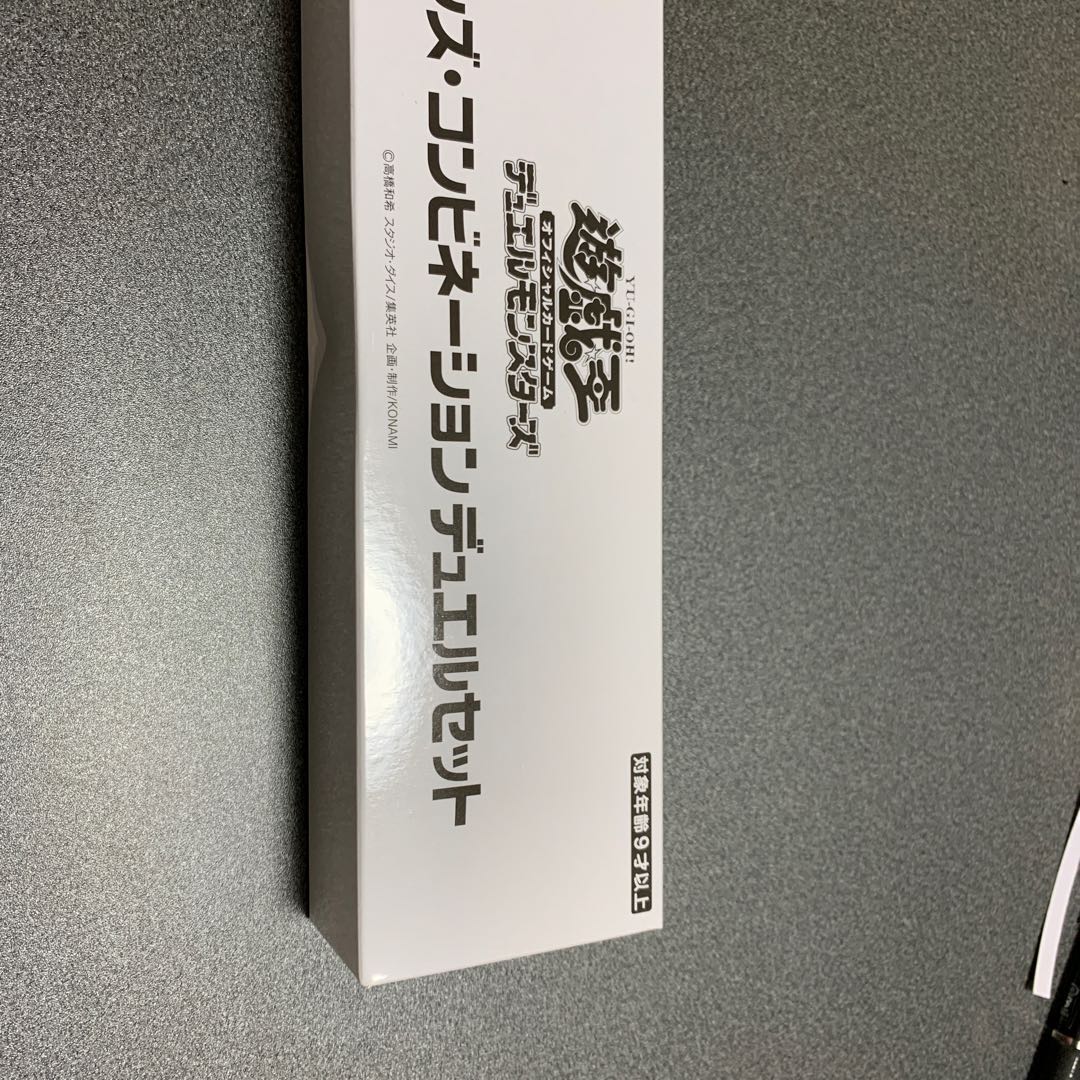 YU-GI-OH!
遊戯王
オフィシャルカードゲーム
デュエルモンスターズ
ンズ・コンビネーションデュエルセット
©高橋和希 スタジオ・ダイス/集英社 企画・制作/KONAMI
対象年齢9才以上